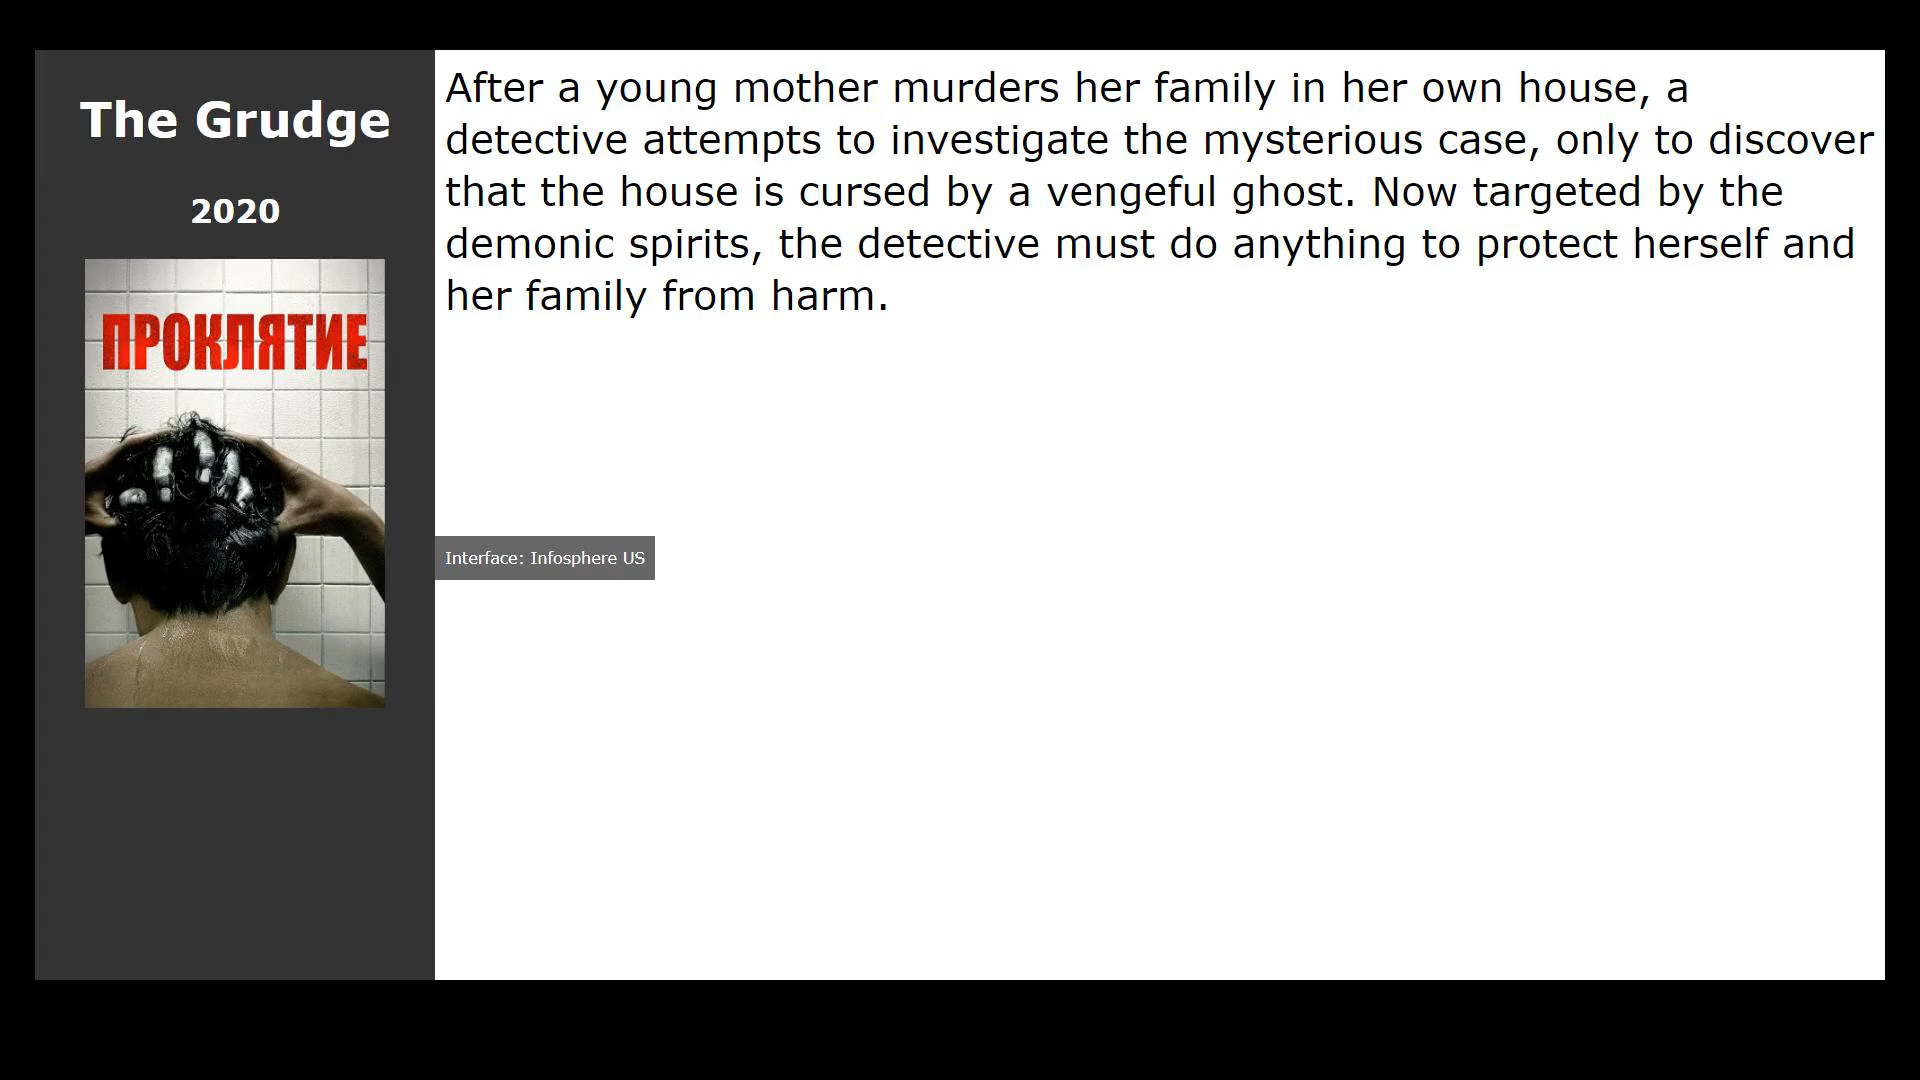 The Grudge
2020
ПРОКЛЯТИЕ
After a young mother murders her family in her own house, a
detective attempts to investigate the mysterious case, only to discover
that the house is cursed by a vengeful ghost. Now targeted by the
demonic spirits, the detective must do anything to protect herself and
her family from harm.
Interface: Infosphere US